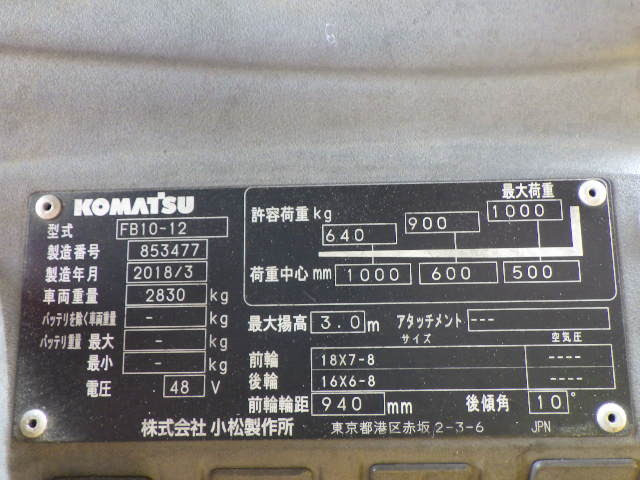 KOMATSU
型式 FB10-12
製造番号 853477
製造年月 2018/3
車両重量 2830 kg
バッテリを除く車両重量 - kg
バッテリ重量 最大 - kg
最小 - kg
電圧 48 V
最大荷重
許容荷重 kg 640 900 1000
荷重中心 mm 1000 600 500
最大揚高 3.0 m アタッチメント ---
サイズ 空気圧
前輪 18X7-8 ----
後輪 16X6-8 ----
前輪輪距 940 mm 後傾角 10°
株式会社 小松製作所 東京都港区赤坂 2-3-6 JPN